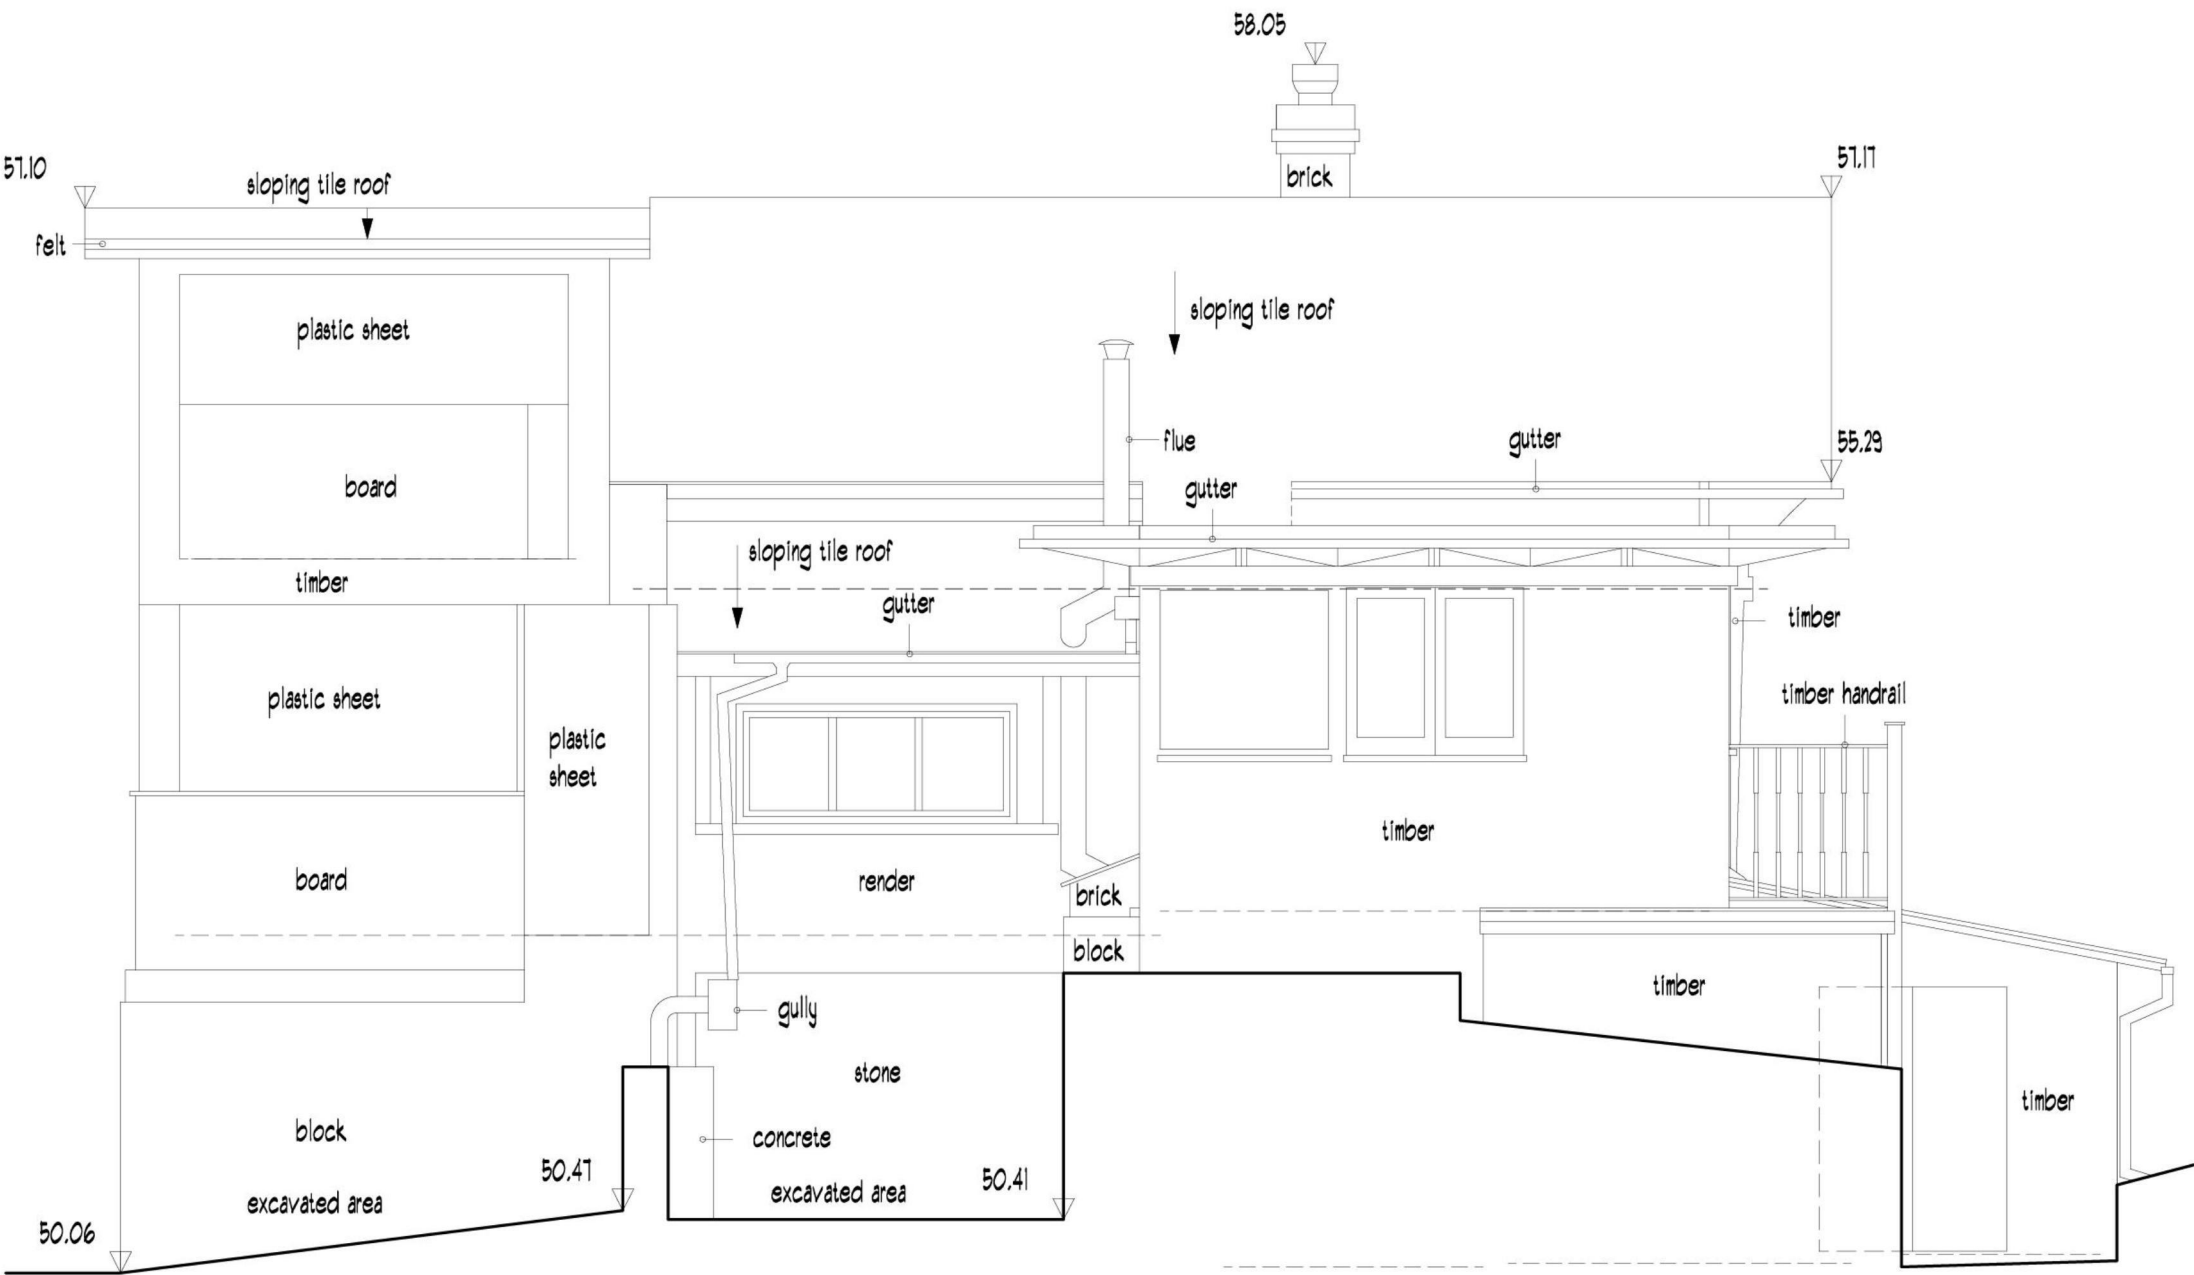 58.05
57.10
57.17
sloping tile roof
brick
felt
plastic sheet
sloping tile roof
flue
gutter
55.29
board
gutter
sloping tile roof
timber
gutter
timber
plastic sheet
timber handrail
plastic
sheet
timber
board
render
brick
block
timber
gully
stone
timber
block
concrete
50.47
50.41
excavated area
excavated area
50.06